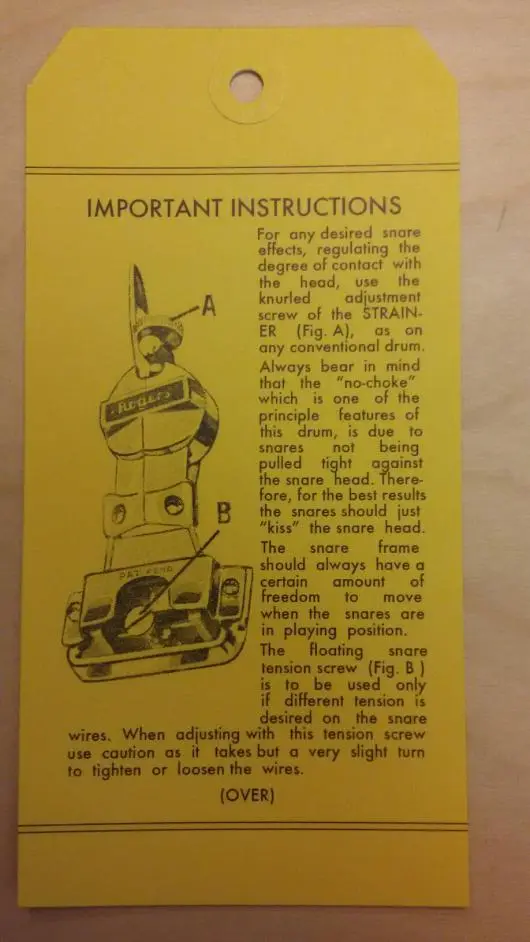 IMPORTANT INSTRUCTIONS
For any desired snare
effects, regulating the
degree of contact with
the head, use the
knurled adjustment
screw of the STRAIN-
ER (Fig. A), as on
any conventional drum.
A
Always bear in mind
that the "no-choke"
which is one of the
principle features of
this drum, is due to
snares not being
pulled tight against
the snare head. There-
fore, for the best results
the snares should just
"kiss" the snare head.
Rogers
B
The snare frame
should always have a
certain amount of
freedom to move
when the snares are
in playing position.
PAT. PEND.
The floating snare
tension screw (Fig. B )
is to be used only
if different tension is
desired on the snare
wires. When adjusting with this tension screw
use caution as it takes but a very slight turn
to tighten or loosen the wires.
(OVER)